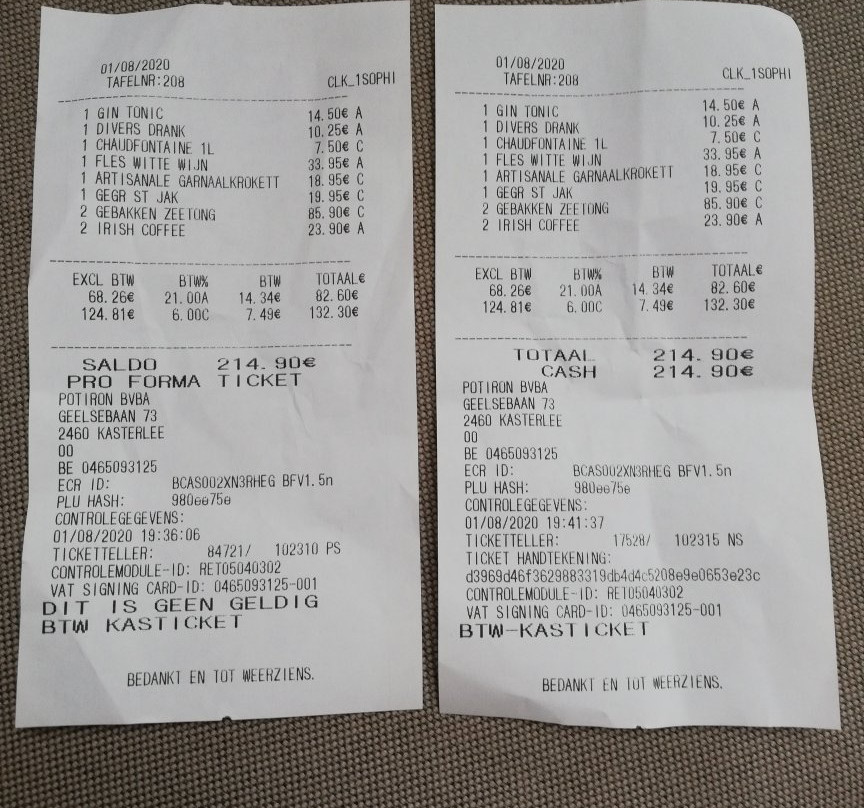 01/08/2020
TAFELNR:208 CLK_1SOPHI
1 GIN TONIC 14.50€ A
1 DIVERS DRANK 10.25€ A
1 CHAUDFONTAINE 1L 7.50€ C
1 FLES WITTE WIJN 33.95€ A
1 ARTISANALE GARNAALKROKETT 18.95€ C
1 GEGR ST JAK 19.95€ C
2 GEBAKKEN ZEETONG 85.90€ C
2 IRISH COFFEE 23.90€ A
EXCL BTW BTW% BTW TOTAAL€
68.26€ 21.00A 14.34€ 82.60€
124.81€ 6.00C 7.49€ 132.30€
SALDO 214.90€
PRO FORMA TICKET
POTIRON BVBA
GEELSEBAAN 73
2460 KASTERLEE
00
BE 0465093125
ECR ID: BCAS002XN3RHEG BFV1.5n
PLU HASH: 980ee75e
CONTROLEGEGEVENS:
01/08/2020 19:36:06
TICKETTELLER: 84721/ 102310 PS
CONTROLEMODULE-ID: RET05040302
VAT SIGNING CARD-ID: 0465093125-001
DIT IS GEEN GELDIG
BTW KASTICKET
BEDANKT EN TOT WEERZIENS.
01/08/2020
TAFELNR:208 CLK_1SOPHI
1 GIN TONIC 14.50€ A
1 DIVERS DRANK 10.25€ A
1 CHAUDFONTAINE 1L 7.50€ C
1 FLES WITTE WIJN 33.95€ A
1 ARTISANALE GARNAALKROKETT 18.95€ C
1 GEGR ST JAK 19.95€ C
2 GEBAKKEN ZEETONG 85.90€ C
2 IRISH COFFEE 23.90€ A
EXCL BTW BTW% BTW TOTAAL€
68.26€ 21.00A 14.34€ 82.60€
124.81€ 6.00C 7.49€ 132.30€
TOTAAL 214.90€
CASH 214.90€
POTIRON BVBA
GEELSEBAAN 73
2460 KASTERLEE
00
BE 0465093125
ECR ID: BCAS002XN3RHEG BFV1.5n
PLU HASH: 980ee75e
CONTROLEGEGEVENS:
01/08/2020 19:41:37
TICKETTELLER: 17528/ 102315 NS
TICKET HANDTEKENING:
d3969d46f3629883319db4d4c5208e9e0653e23c
CONTROLEMODULE-ID: RET05040302
VAT SIGNING CARD-ID: 0465093125-001
BTW-KASTICKET
BEDANKT EN TOT WEERZIENS.